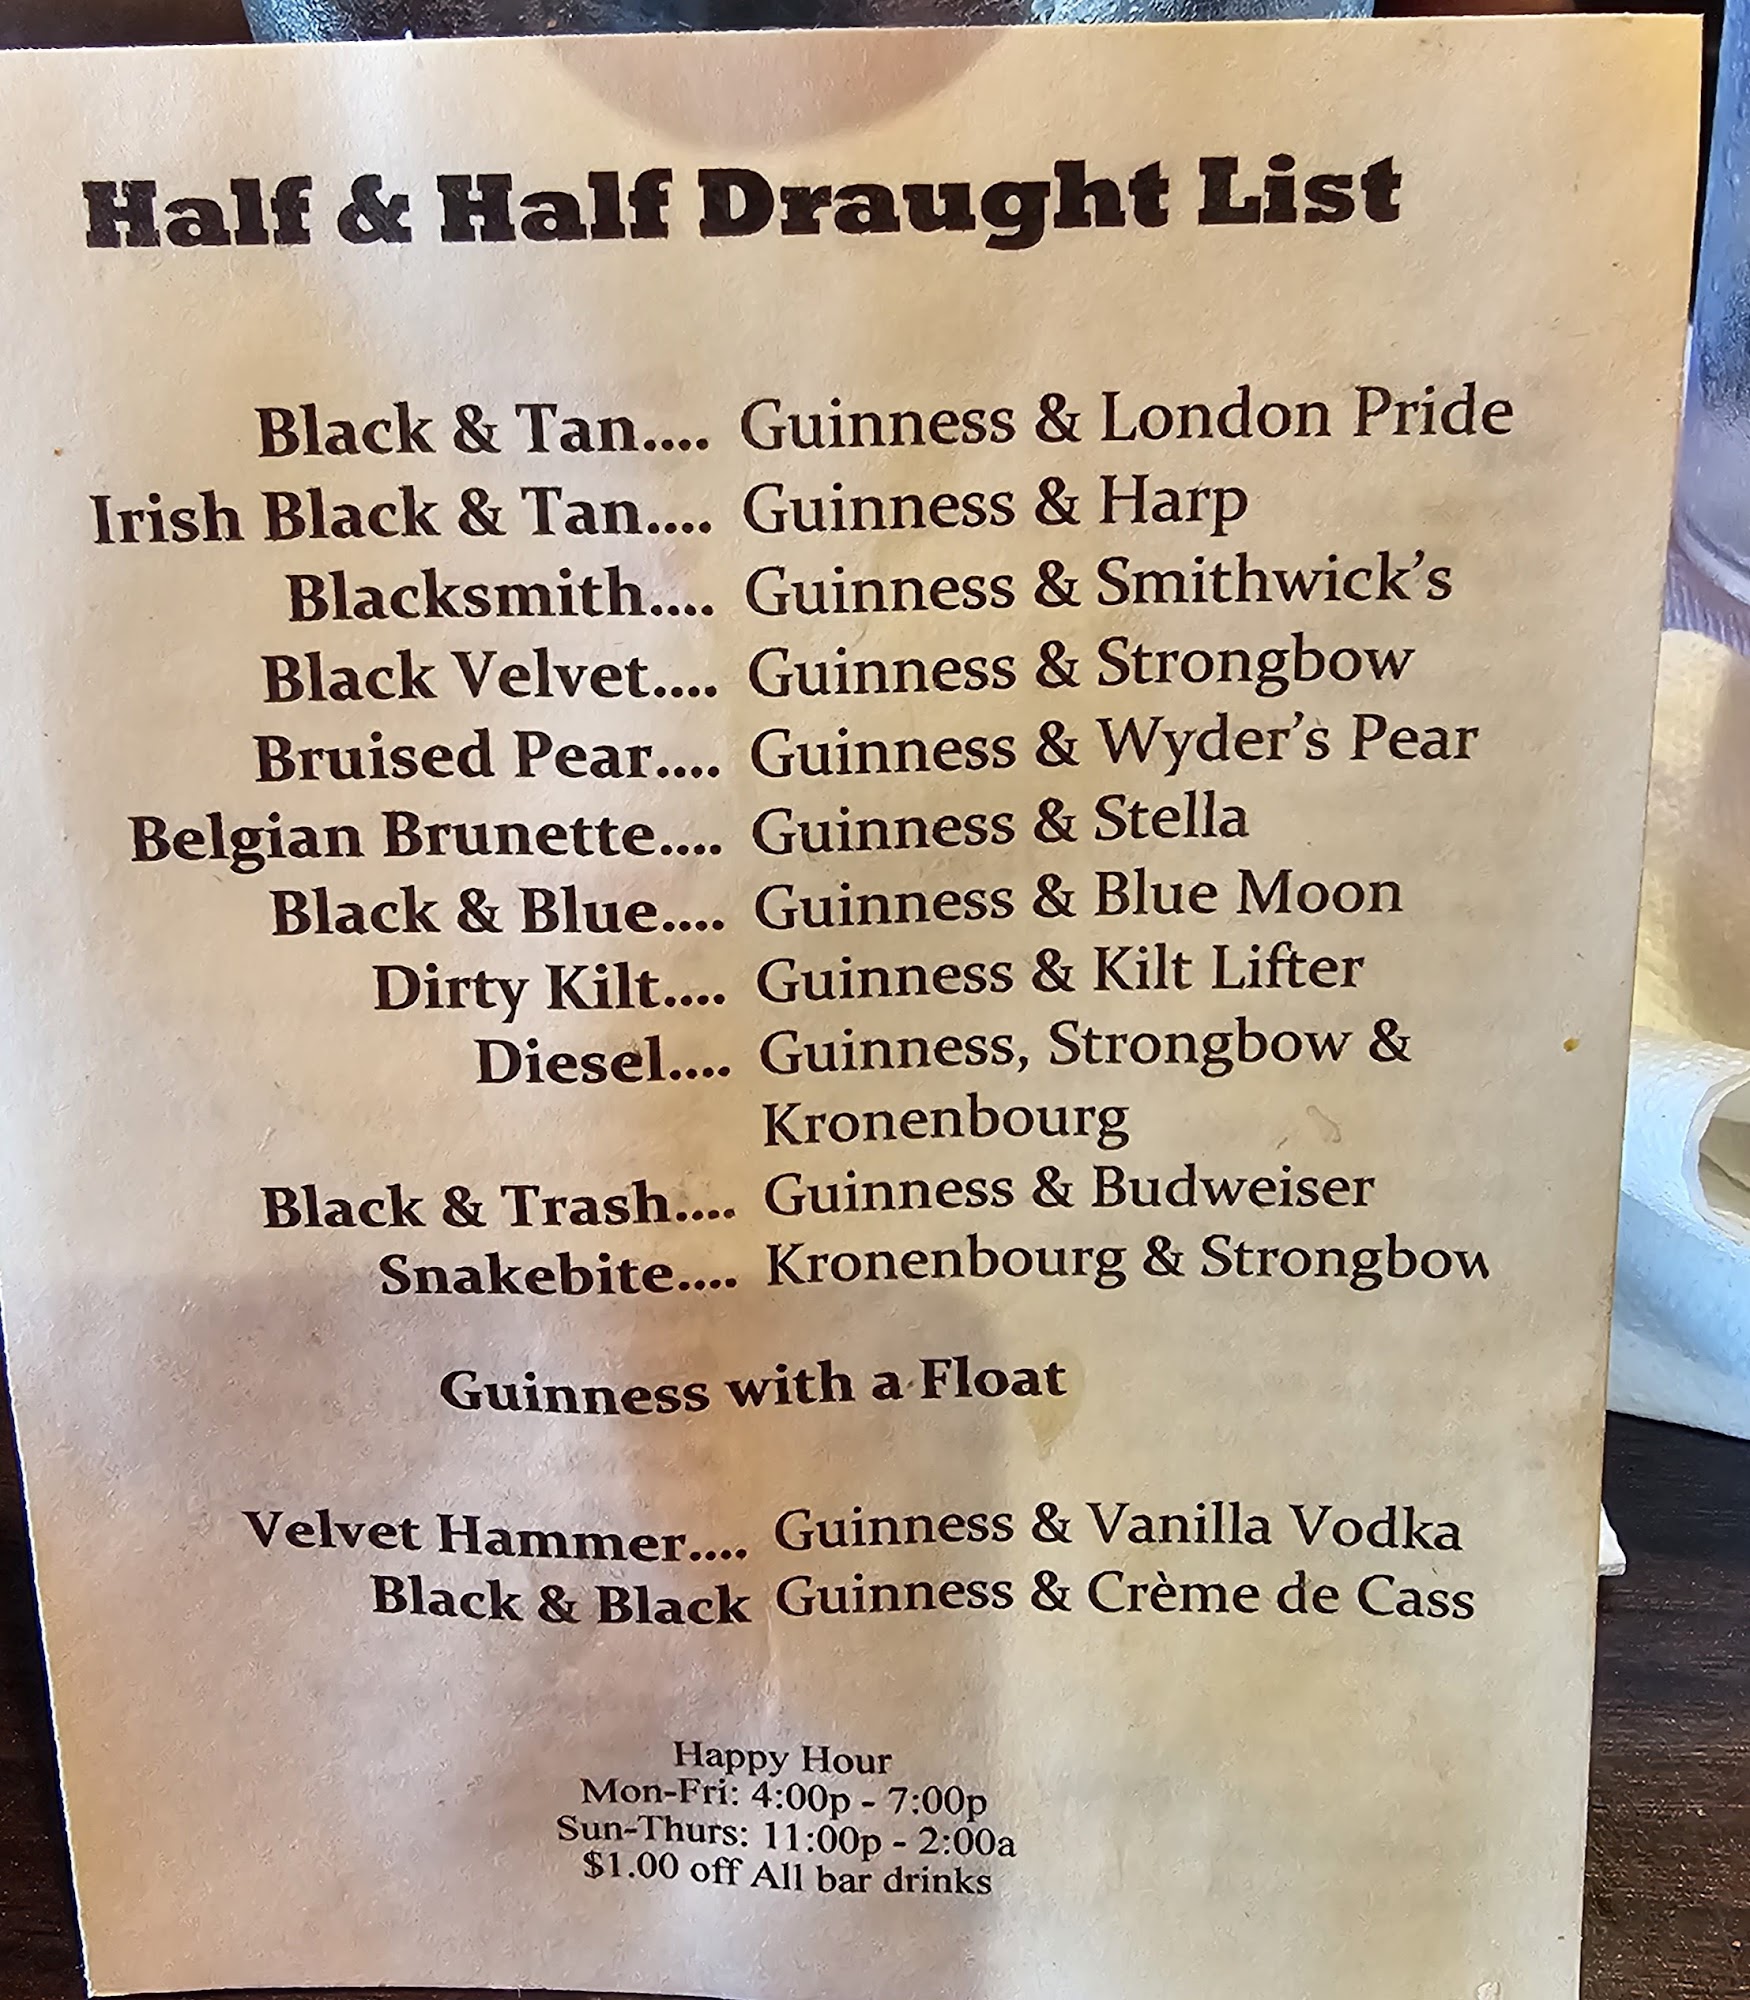 Half & Half Draught List
Black & Tan.... Guinness & London Pride
Irish Black & Tan.... Guinness & Harp
Blacksmith.... Guinness & Smithwick's
Black Velvet.... Guinness & Strongbow
Bruised Pear.... Guinness & Wyder's Pear
Belgian Brunette.... Guinness & Stella
Black & Blue.... Guinness & Blue Moon
Dirty Kilt.... Guinness & Kilt Lifter
Diesel.... Guinness, Strongbow &
Kronenbourg
Black & Trash.... Guinness & Budweiser
Snakebite.... Kronenbourg & Strongbow
Guinness with a Float
Velvet Hammer.... Guinness & Vanilla Vodka
Black & Black Guinness & Crème de Cass
Happy Hour
Mon-Fri: 4:00p - 7:00p
Sun-Thurs: 11:00p - 2:00a
$1.00 off All bar drinks